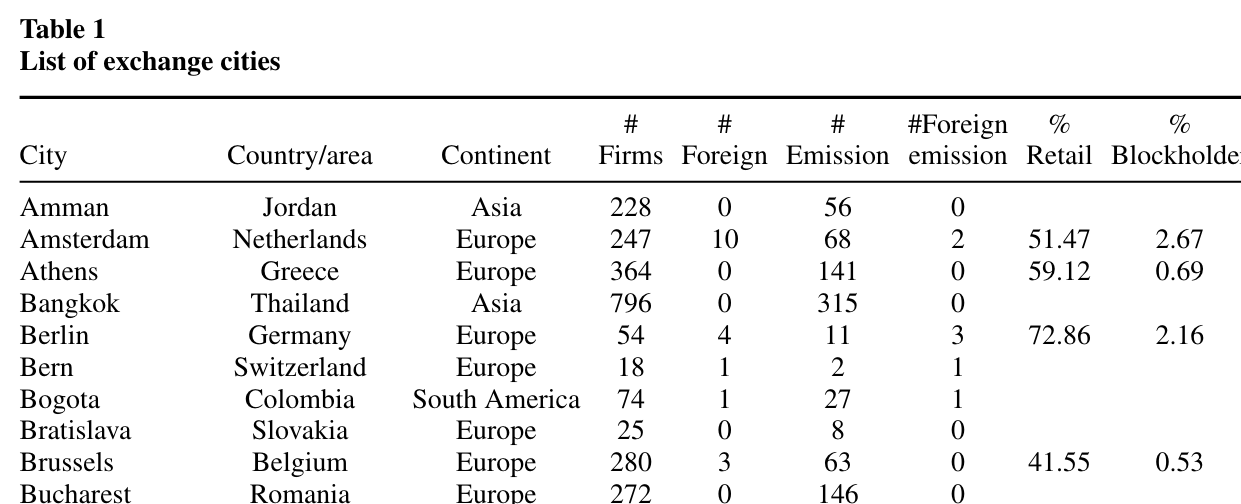 Table 1
List of exchange cities
# # # #Foreign % %
City Country/area Continent Firms Foreign Emission emission Retail Blockholder
Amman Jordan Asia 228 0 56 0
Amsterdam Netherlands Europe 247 10 68 2 51.47 2.67
Athens Greece Europe 364 0 141 0 59.12 0.69
Bangkok Thailand Asia 796 0 315 0
Berlin Germany Europe 54 4 11 3 72.86 2.16
Bern Switzerland Europe 18 1 2 1
Bogota Colombia South America 74 1 27 1
Bratislava Slovakia Europe 25 0 8 0
Brussels Belgium Europe 280 3 63 0 41.55 0.53
Bucharest Romania Europe 272 0 146 0